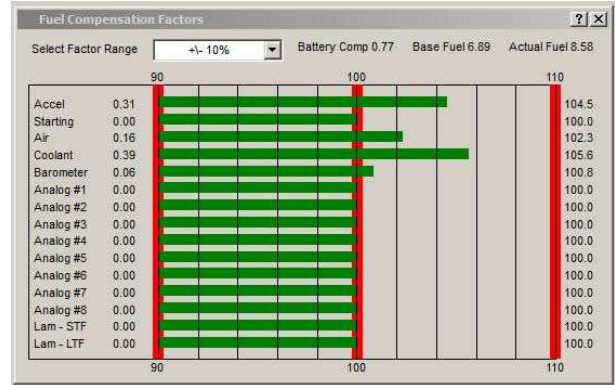 Fuel Compensation Factors
Select Factor Range +\- 10% Battery Comp 0.77 Base Fuel 6.89 Actual Fuel 8.58
90 100 110
Accel 0.31 104.5
Starting 0.00 100.0
Air 0.16 102.3
Coolant 0.39 105.6
Barometer 0.06 100.8
Analog #1 0.00 100.0
Analog #2 0.00 100.0
Analog #3 0.00 100.0
Analog #4 0.00 100.0
Analog #5 0.00 100.0
Analog #6 0.00 100.0
Analog #7 0.00 100.0
Analog #8 0.00 100.0
Lam - STF 0.00 100.0
Lam - LTF 0.00 100.0
90 100 110